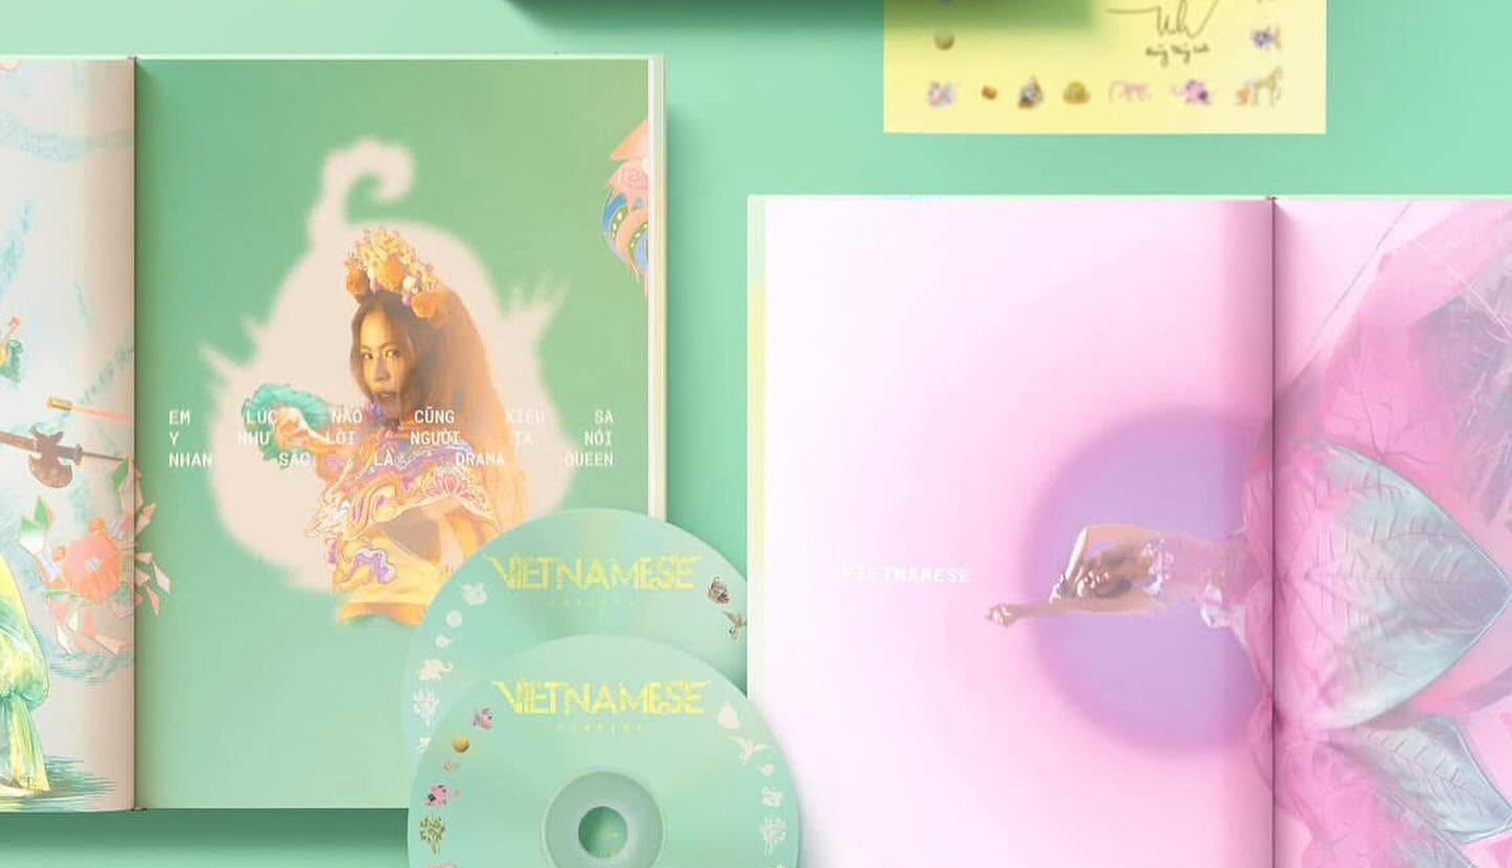 EM LÚC NÀO CŨNG KIÊU SA
Y NHƯ LỜI NGƯỜI TA NÓI
NHAN SẮC LÀ DRAMA QUEEN
VIETNAMESE
VIETNAMESE
VIETNAMESE